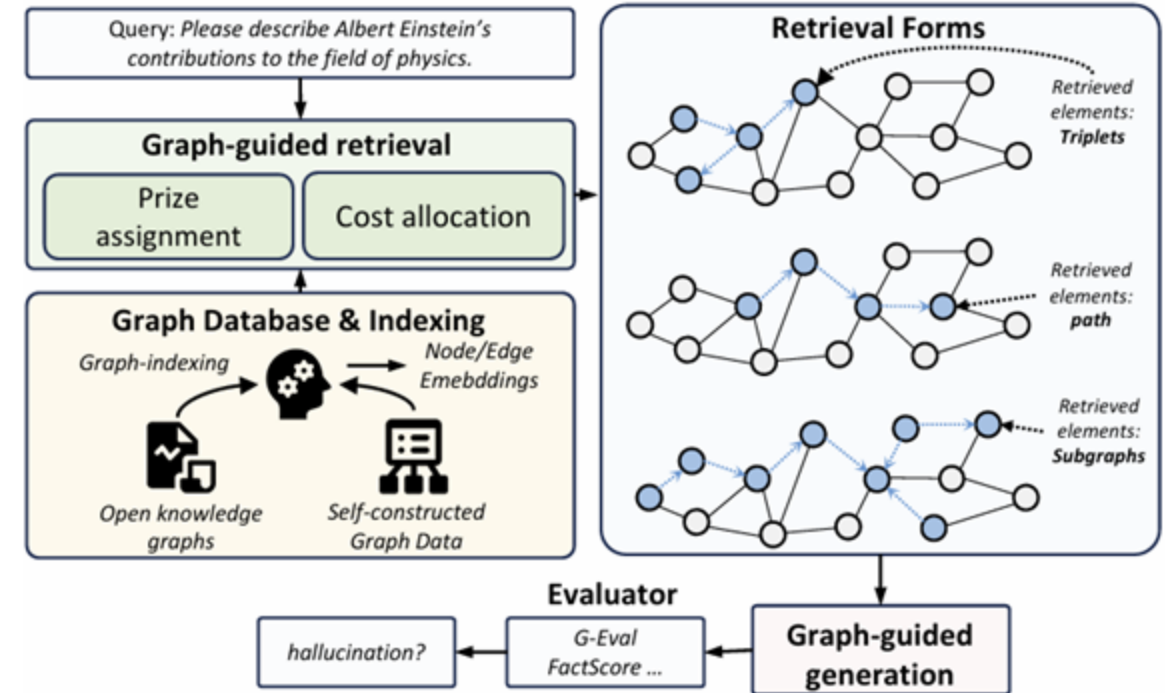 Query: Please describe Albert Einstein's
contributions to the field of physics.
Graph-guided retrieval
Prize
assignment
Cost allocation
Graph Database & Indexing
Graph-indexing
Node/Edge
Emebddings
Open knowledge
graphs
Self-constructed
Graph Data
Retrieval Forms
Retrieved
elements:
Triplets
Retrieved
elements:
path
Retrieved
elements:
Subgraphs
Evaluator
hallucination?
G-Eval
FactScore ...
Graph-guided
generation